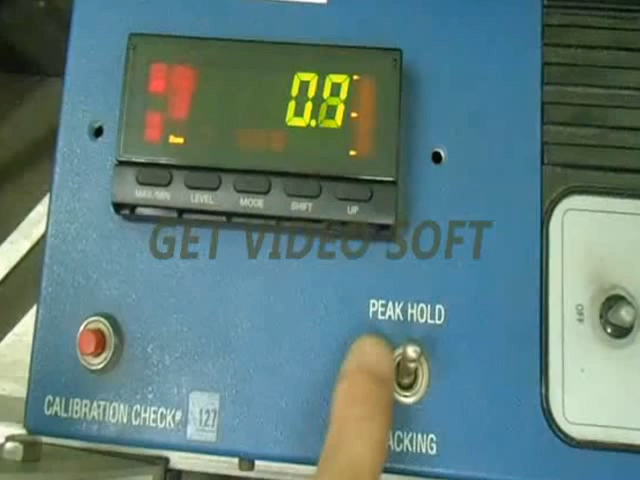 0.8
MAX/MIN LEVEL MODE SHIFT UP
GET VIDEO SOFT
PEAK HOLD
OFF
CALIBRATION CHECK# 127
ACKING